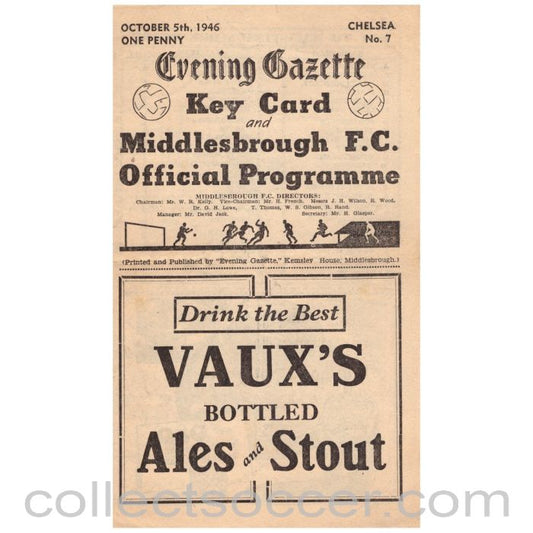 OCTOBER 5th, 1946
ONE PENNY
CHELSEA
No. 7
Evening Gazette
Key Card
and
Middlesbrough F.C.
Official Programme
MIDDLESBROUGH F.C. DIRECTORS:
Chairman: Mr. W. R. Kelly. Vice-Chairman: Mr. H. French. Messrs J. H. Wilson, E. Wood,
Dr. G. H. Lowe, T. Thomas, W. S. Gibson, R. Rand.
Manager: Mr. David Jack. Secretary: Mr. H. Glasper.
(Printed and Published by "Evening Gazette," Kemsley House, Middlesbrough.)
Drink the Best
VAUX'S
BOTTLED
Ales and Stout
collectsoccer.com